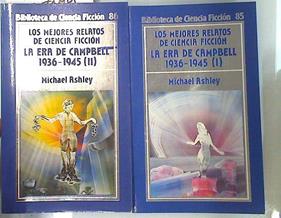 Biblioteca de Ciencia Ficción 86
LOS MEJORES RELATOS
DE CIENCIA FICCIÓN
LA ERA DE CAMPBELL
1936-1945 (II)
Michael Ashley
Biblioteca de Ciencia Ficción 85
LOS MEJORES RELATOS
DE CIENCIA FICCIÓN
LA ERA DE CAMPBELL
1936-1945 (I)
Michael Ashley